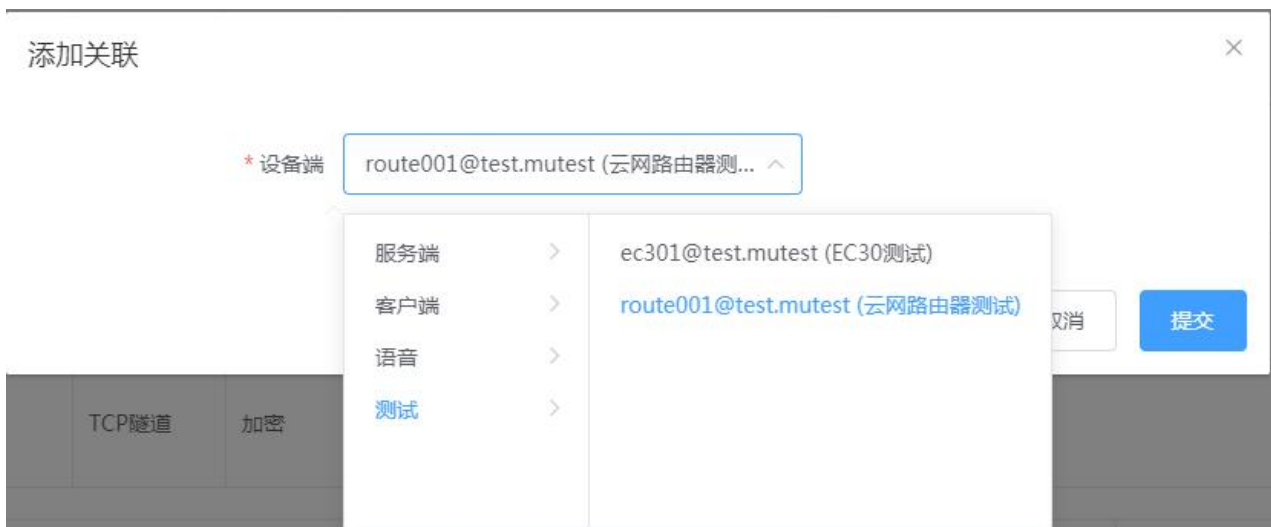 添加关联
* 设备端
route001@test.mutest (云网路由器测...
服务端
客户端
语音
测试
ec301@test.mutest (EC30测试)
route001@test.mutest (云网路由器测试)
取消
提交
TCP隧道
加密